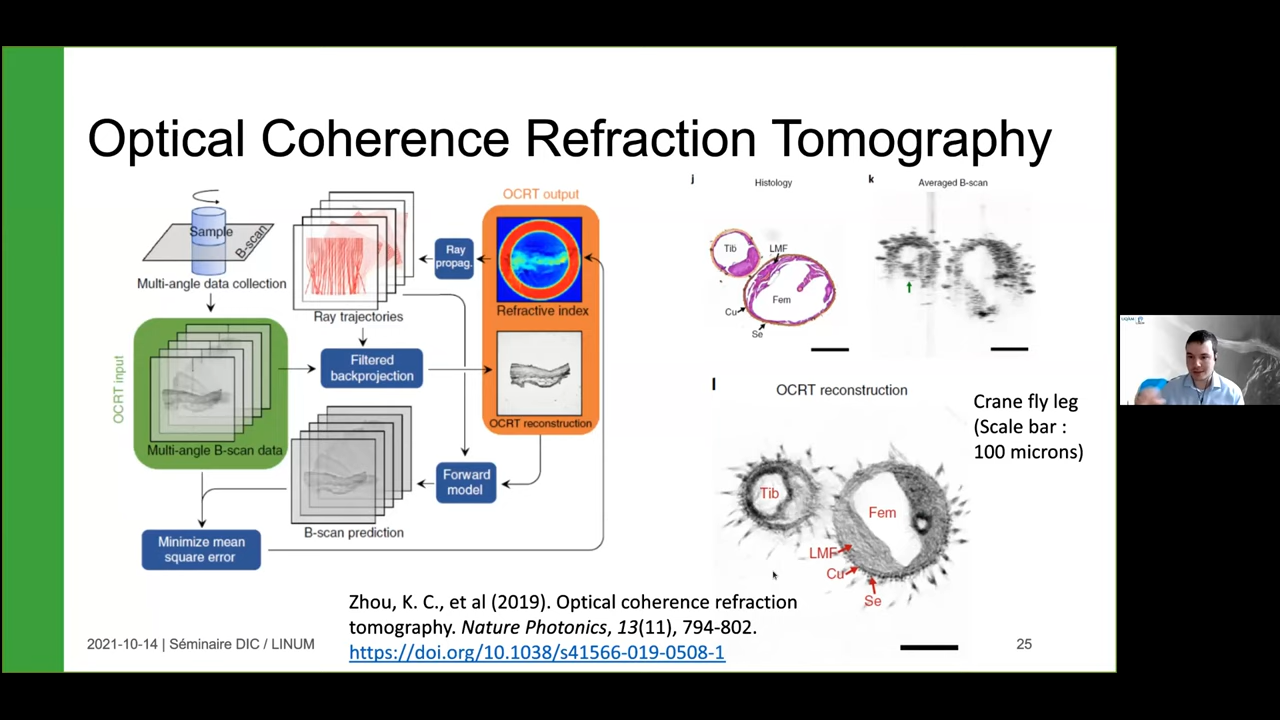 Optical Coherence Refraction Tomography
Sample
B-scan
Multi-angle data collection
OCRT input
Multi-angle B-scan data
Ray trajectories
Ray
propag.
OCRT output
Refractive index
Filtered
backprojection
OCRT reconstruction
Forward
model
B-scan prediction
Minimize mean
square error
j
Histology
Tib
LMF
Fem
Cu
Se
k
Averaged B-scan
l
OCRT reconstruction
Tib
Fem
LMF
Cu
Se
Crane fly leg
(Scale bar :
100 microns)
Zhou, K. C., et al (2019). Optical coherence refraction
tomography. Nature Photonics, 13(11), 794-802.
https://doi.org/10.1038/s41566-019-0508-1
2021-10-14 | Séminaire DIC / LINUM
25